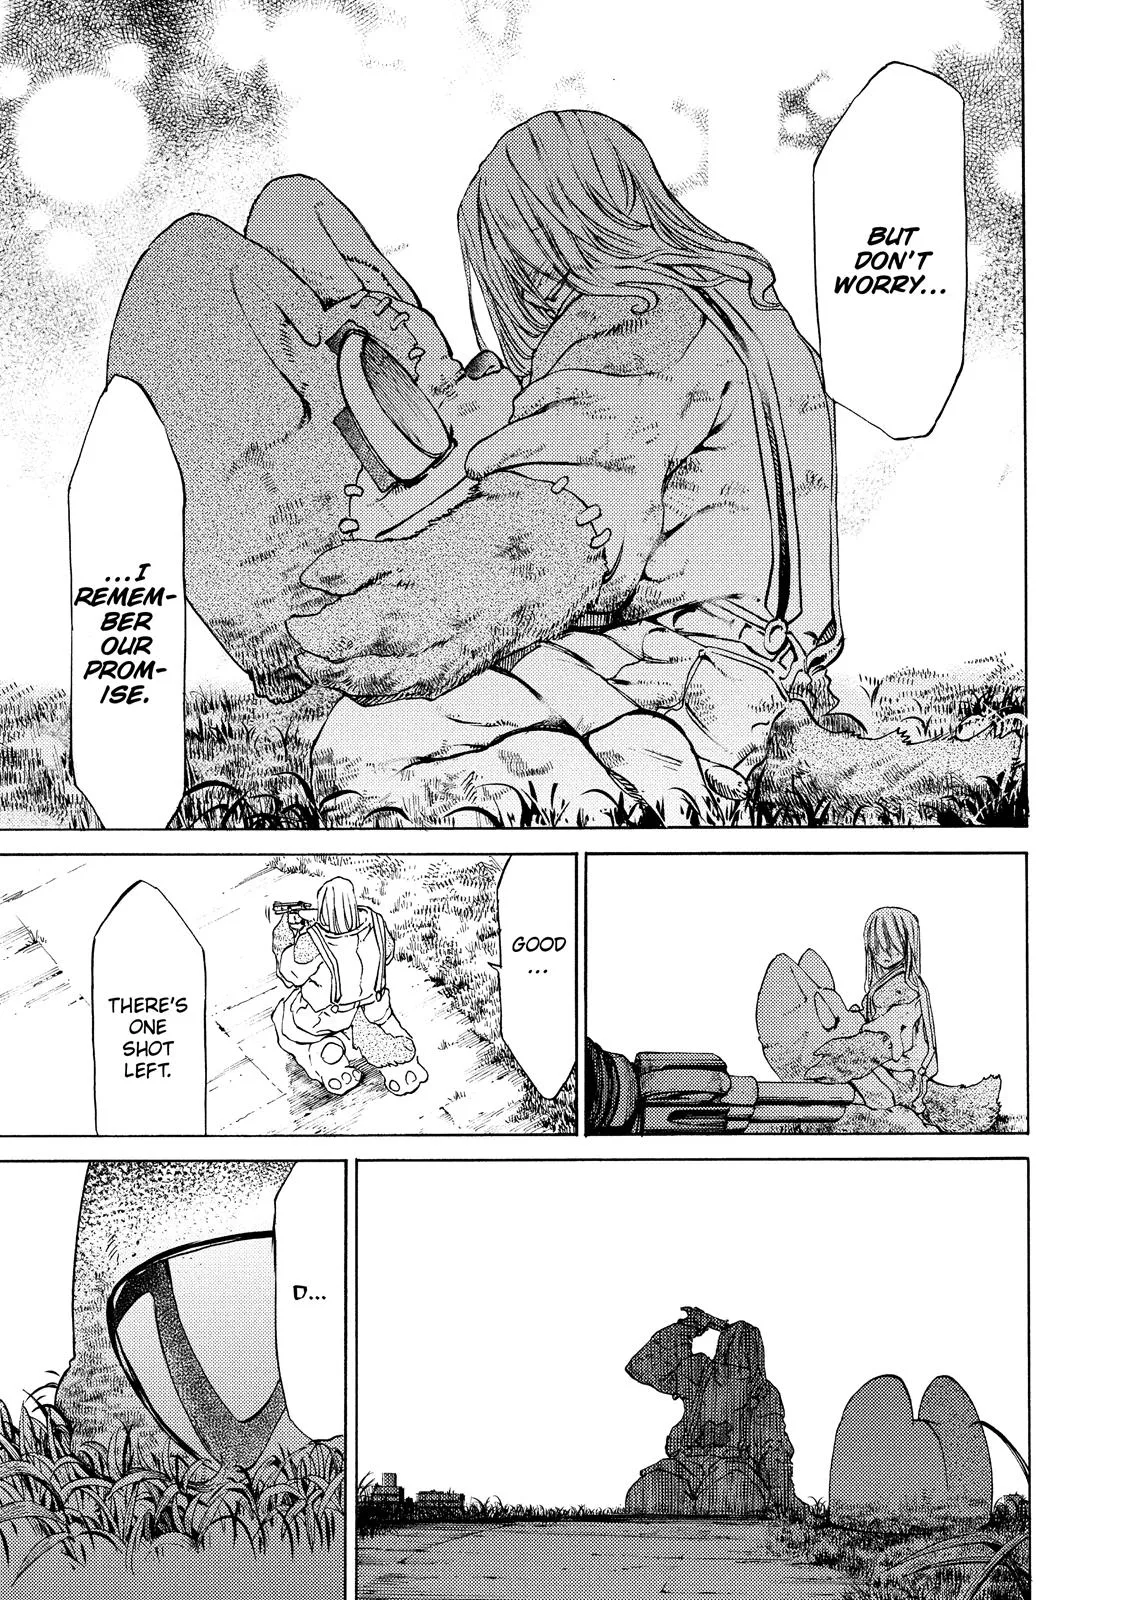 BUT
DON'T
WORRY...
...I
REMEM-
BER
OUR
PROM-
ISE.
GOOD
...
THERE'S
ONE
SHOT
LEFT.
D...